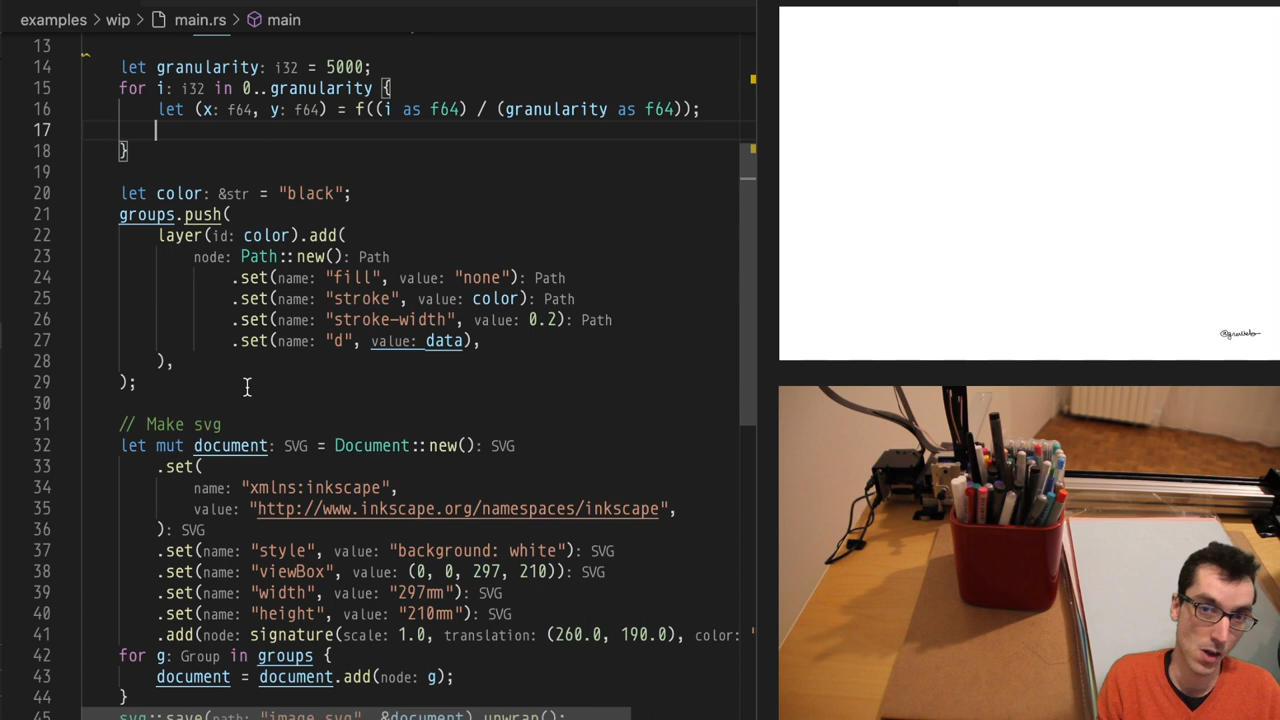 examples › wip › main.rs › main
13
14 let granularity: i32 = 5000;
15 for i: i32 in 0..granularity {
16 let (x: f64, y: f64) = f((i as f64) / (granularity as f64));
17
18 }
19
20 let color: &str = "black";
21 groups.push(
22 layer(id: color).add(
23 node: Path::new(): Path
24 .set(name: "fill", value: "none"): Path
25 .set(name: "stroke", value: color): Path
26 .set(name: "stroke-width", value: 0.2): Path
27 .set(name: "d", value: data),
28 ),
29 );
30
31 // Make svg
32 let mut document: SVG = Document::new(): SVG
33 .set(
34 name: "xmlns:inkscape",
35 value: "http://www.inkscape.org/namespaces/inkscape",
36 ): SVG
37 .set(name: "style", value: "background: white"): SVG
38 .set(name: "viewBox", value: (0, 0, 297, 210)): SVG
39 .set(name: "width", value: "297mm"): SVG
40 .set(name: "height", value: "210mm"): SVG
41 .add(node: signature(scale: 1.0, translation: (260.0, 190.0), color: "
42 for g: Group in groups {
43 document = document.add(node: g);
44 }
45 svg::save(path: "image.svg", &document).unwrap();